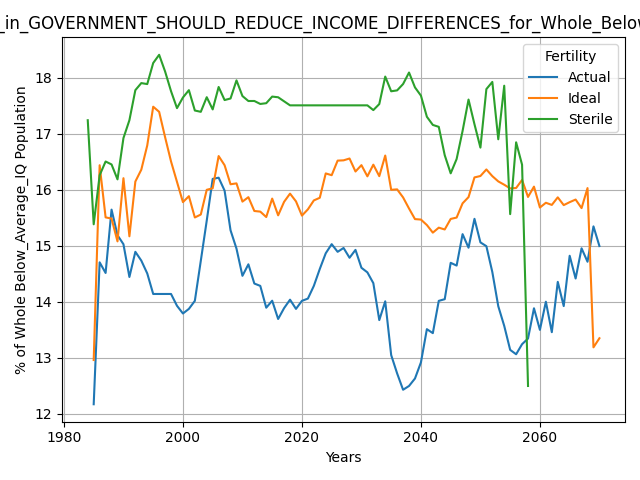 _in_GOVERNMENT_SHOULD_REDUCE_INCOME_DIFFERENCES_for_Whole_Below
% of Whole Below_Average_IQ Population
18
17
16
15
14
13
12
Fertility
Actual
Ideal
Sterile
1980
2000
2020
2040
2060
Years